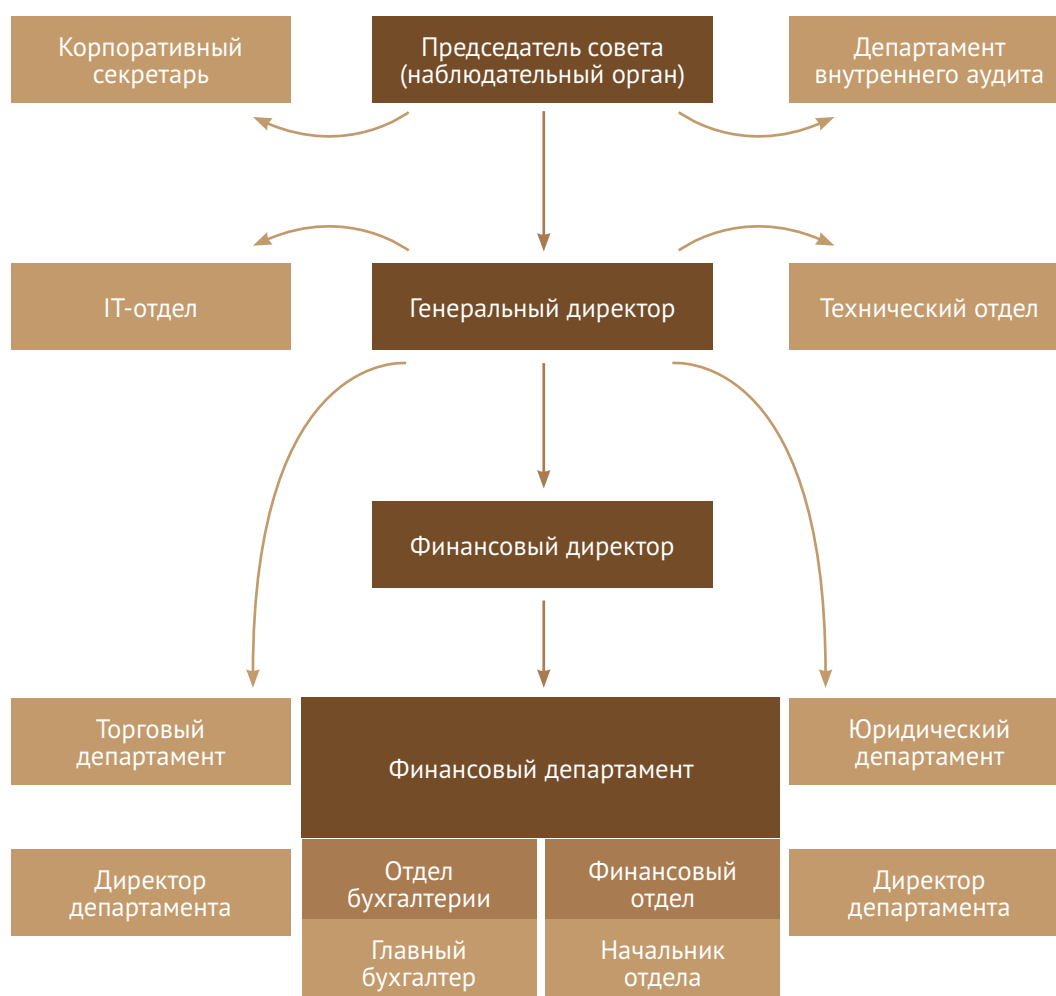 Корпоративный
секретарь
Председатель совета
(наблюдательный орган)
Департамент
внутреннего аудита
IT-отдел
Генеральный директор
Технический отдел
Финансовый директор
Торговый
департамент
Финансовый департамент
Юридический
департамент
Директор
департамента
Отдел
бухгалтерии
Финансовый
отдел
Директор
департамента
Главный
бухгалтер
Начальник
отдела